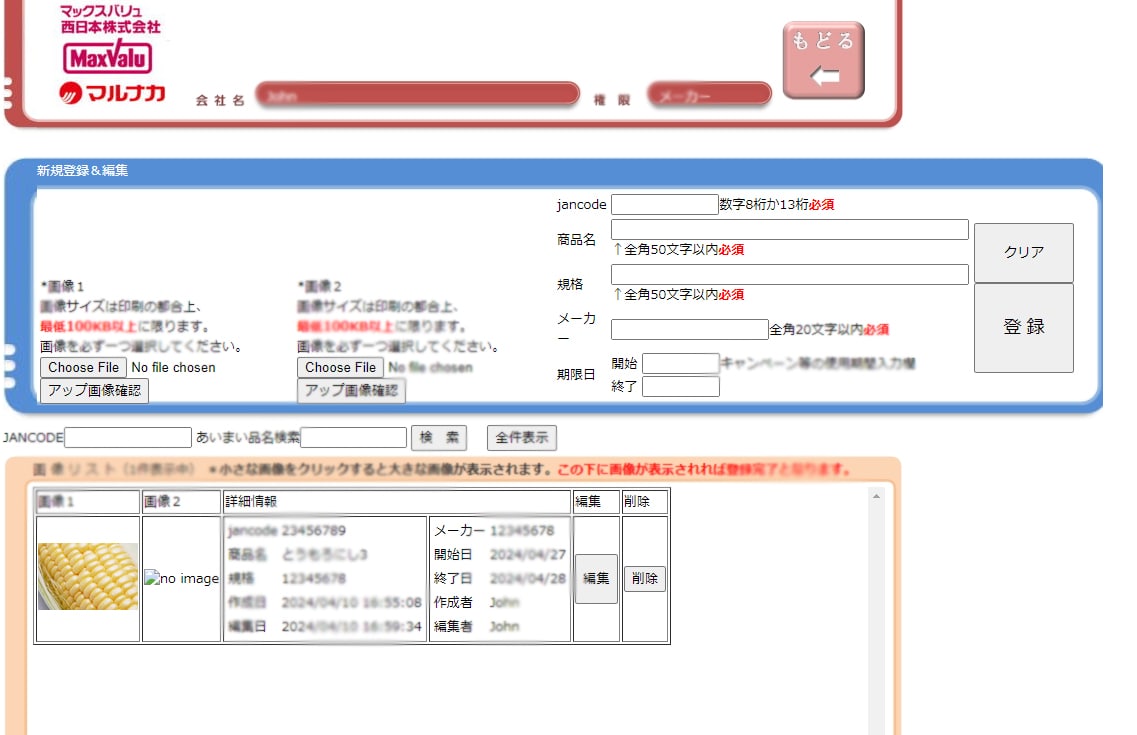 マックスバリュ
西日本株式会社
MaxValu
マルナカ
会社名 John 権限 メーカー
もどる
新規登録＆編集
jancode 数字8桁か13桁必須
商品名
↑全角50文字以内必須
クリア
規格
↑全角50文字以内必須
登 録
メーカー
全角20文字以内必須
期限日 開始 キャンペーン等の使用期間入力欄
終了
*画像1
画像サイズは印刷の都合上、
最低100KB以上に限ります。
画像を必ず一つ選択してください。
Choose File No file chosen
アップ画像確認
*画像2
画像サイズは印刷の都合上、
最低100KB以上に限ります。
画像を必ず一つ選択してください。
Choose File No file chosen
アップ画像確認
JANCODE あいまい品名検索 検 索 全件表示
画像リスト（1件表示中） *小さな画像をクリックすると大きな画像が表示されます。この下に画像が表示されれば登録完了となります。
画像1 画像2 詳細情報 編集 削除
no image
jancode 23456789 メーカー 12345678
商品名 とうもろこし3 開始日 2024/04/27
規格 12345678 終了日 2024/04/28
作成日 2024/04/10 16:55:08 作成者 John
編集日 2024/04/10 16:59:34 編集者 John
編集 削除